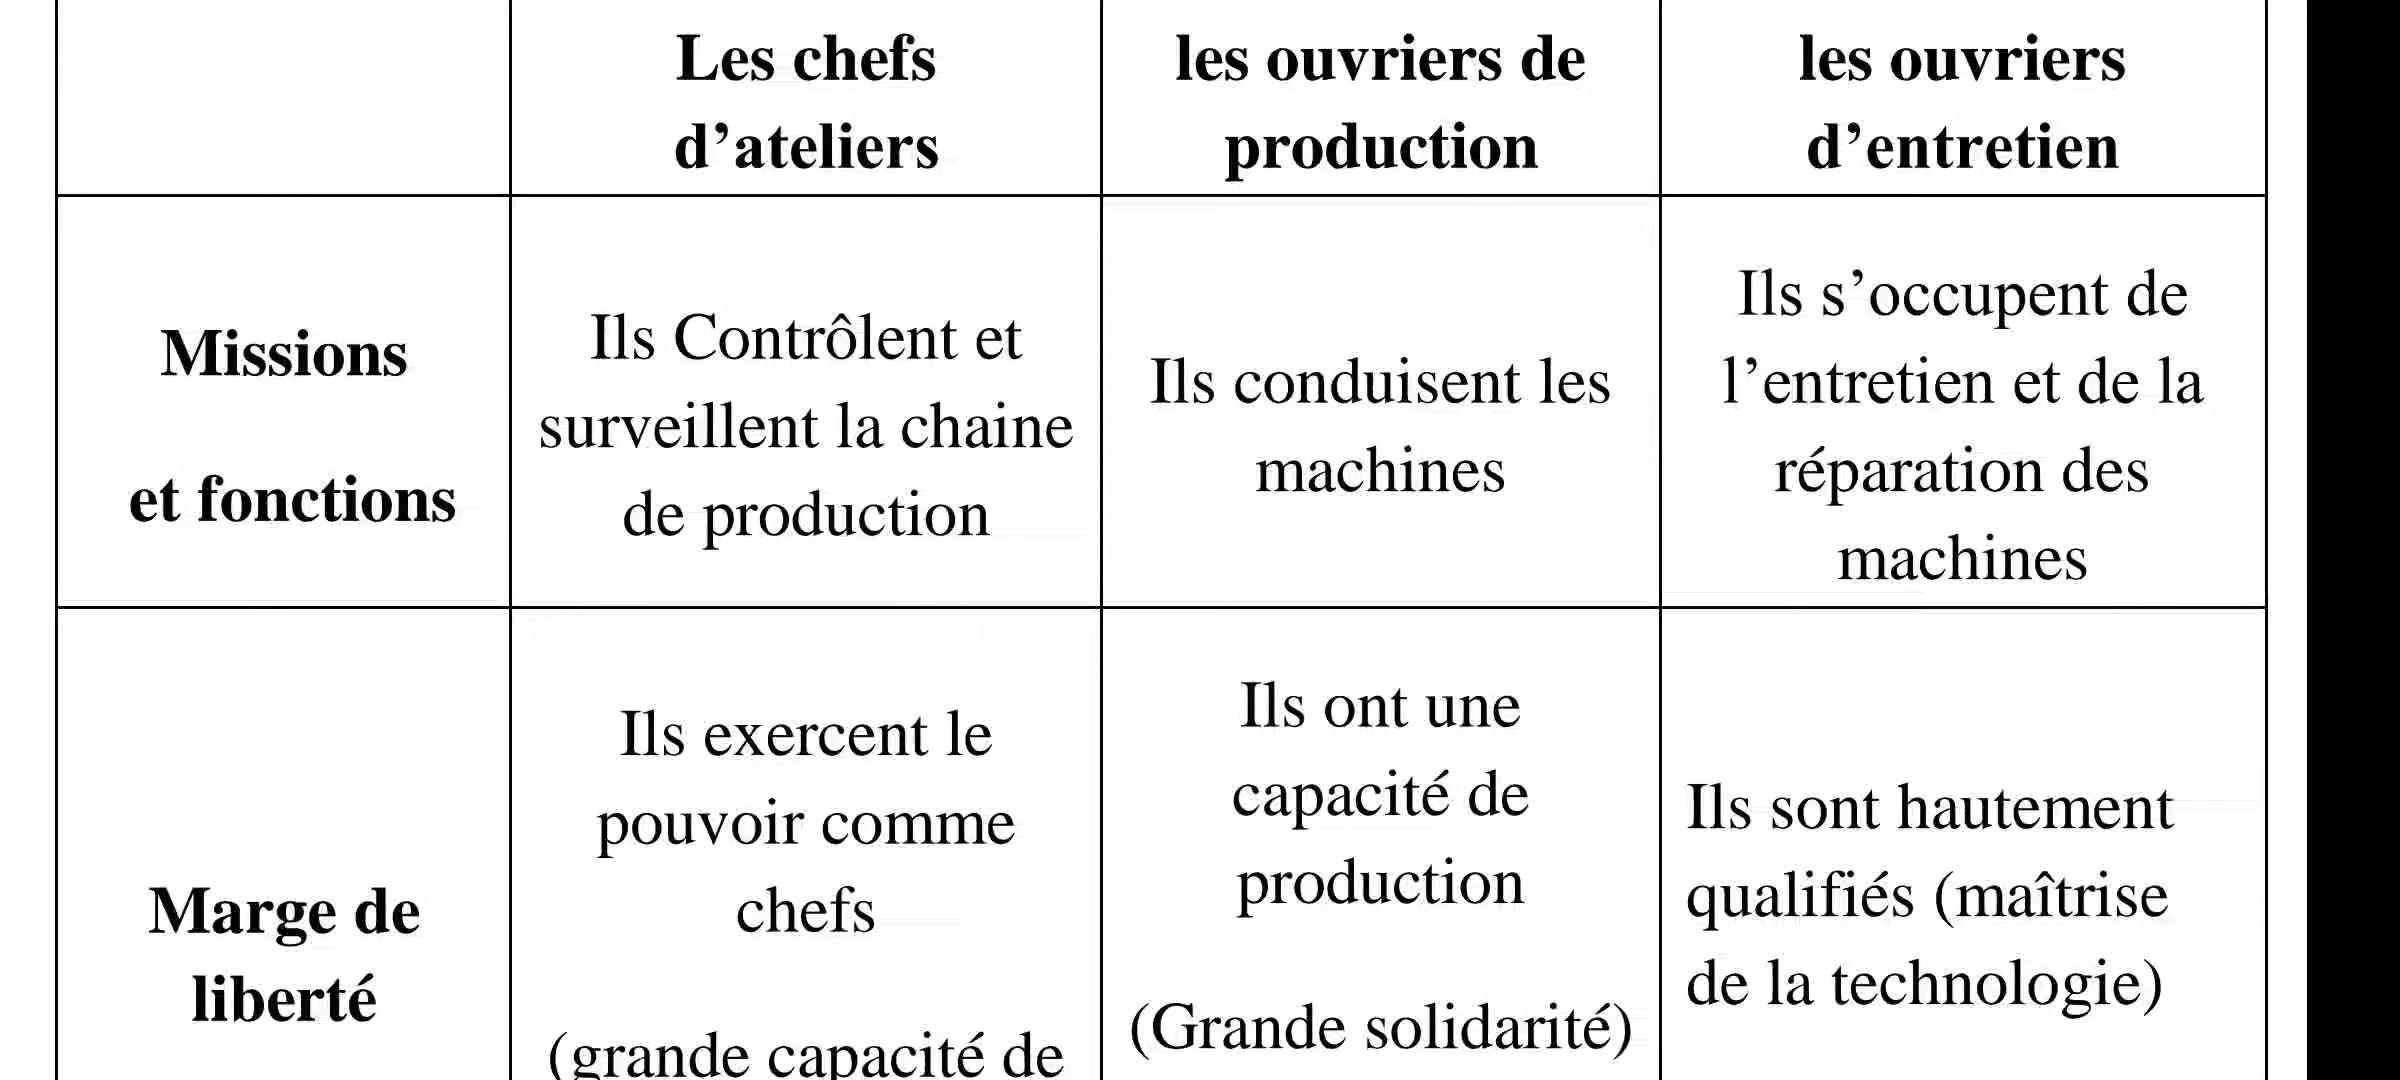 Les chefs
d’ateliers
les ouvriers de
production
les ouvriers
d’entretien
Missions
et fonctions
Ils Contrôlent et
surveillent la chaine
de production
Ils conduisent les
machines
Ils s’occupent de
l’entretien et de la
réparation des
machines
Marge de
liberté
Ils exercent le
pouvoir comme
chefs
(grande capacité de
Ils ont une
capacité de
production
(Grande solidarité)
Ils sont hautement
qualifiés (maîtrise
de la technologie)